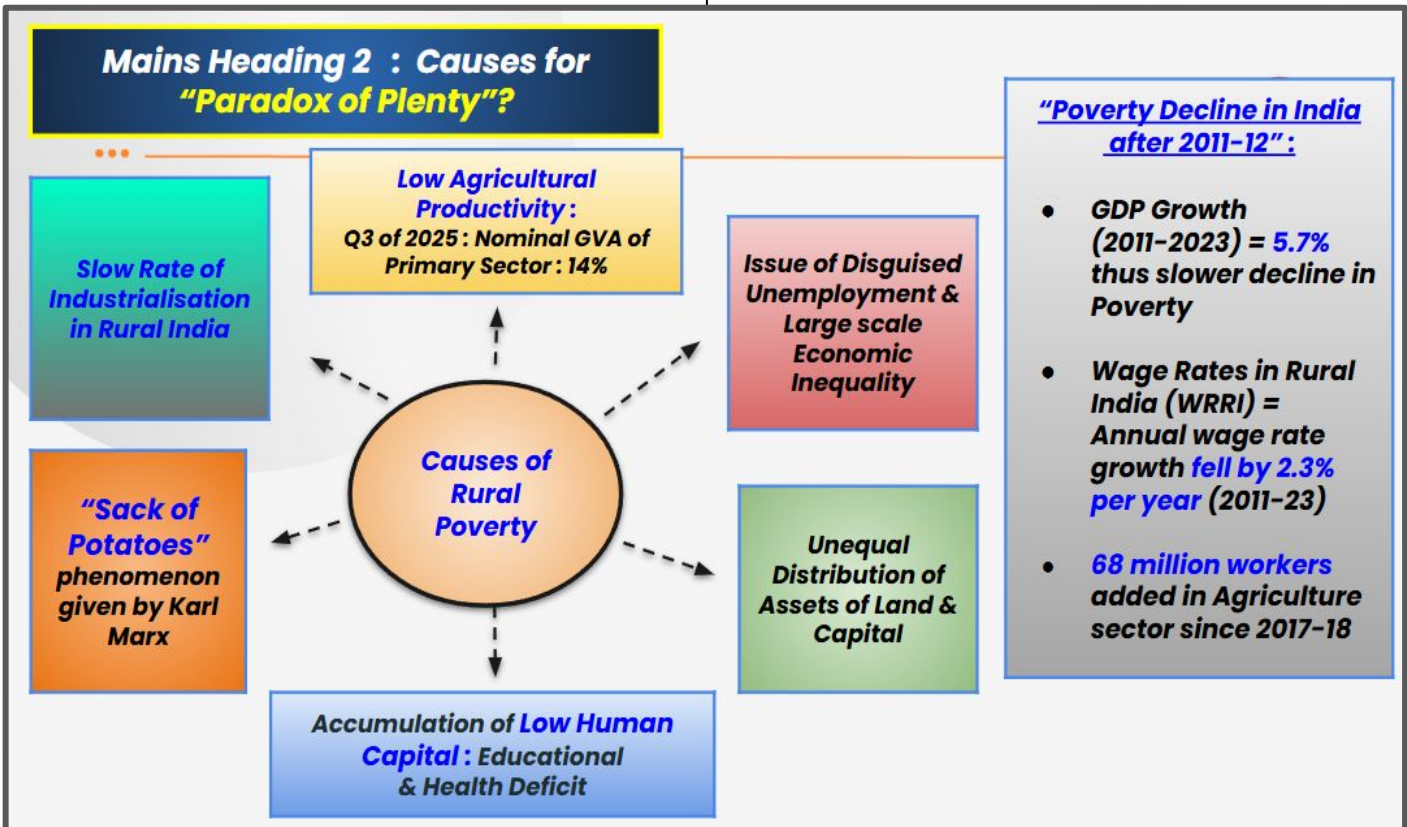 Mains Heading 2 : Causes for
“Paradox of Plenty”?
Slow Rate of
Industrialisation
in Rural India
Low Agricultural
Productivity :
Q3 of 2025 : Nominal GVA of
Primary Sector : 14%
Issue of Disguised
Unemployment &
Large scale
Economic
Inequality
“Sack of
Potatoes”
phenomenon
given by Karl
Marx
Causes of
Rural
Poverty
Unequal
Distribution of
Assets of Land &
Capital
Accumulation of Low Human
Capital : Educational
& Health Deficit
“Poverty Decline in India
after 2011-12” :
● GDP Growth
(2011-2023) = 5.7%
thus slower decline in
Poverty
● Wage Rates in Rural
India (WRRI) =
Annual wage rate
growth fell by 2.3%
per year (2011-23)
● 68 million workers
added in Agriculture
sector since 2017-18